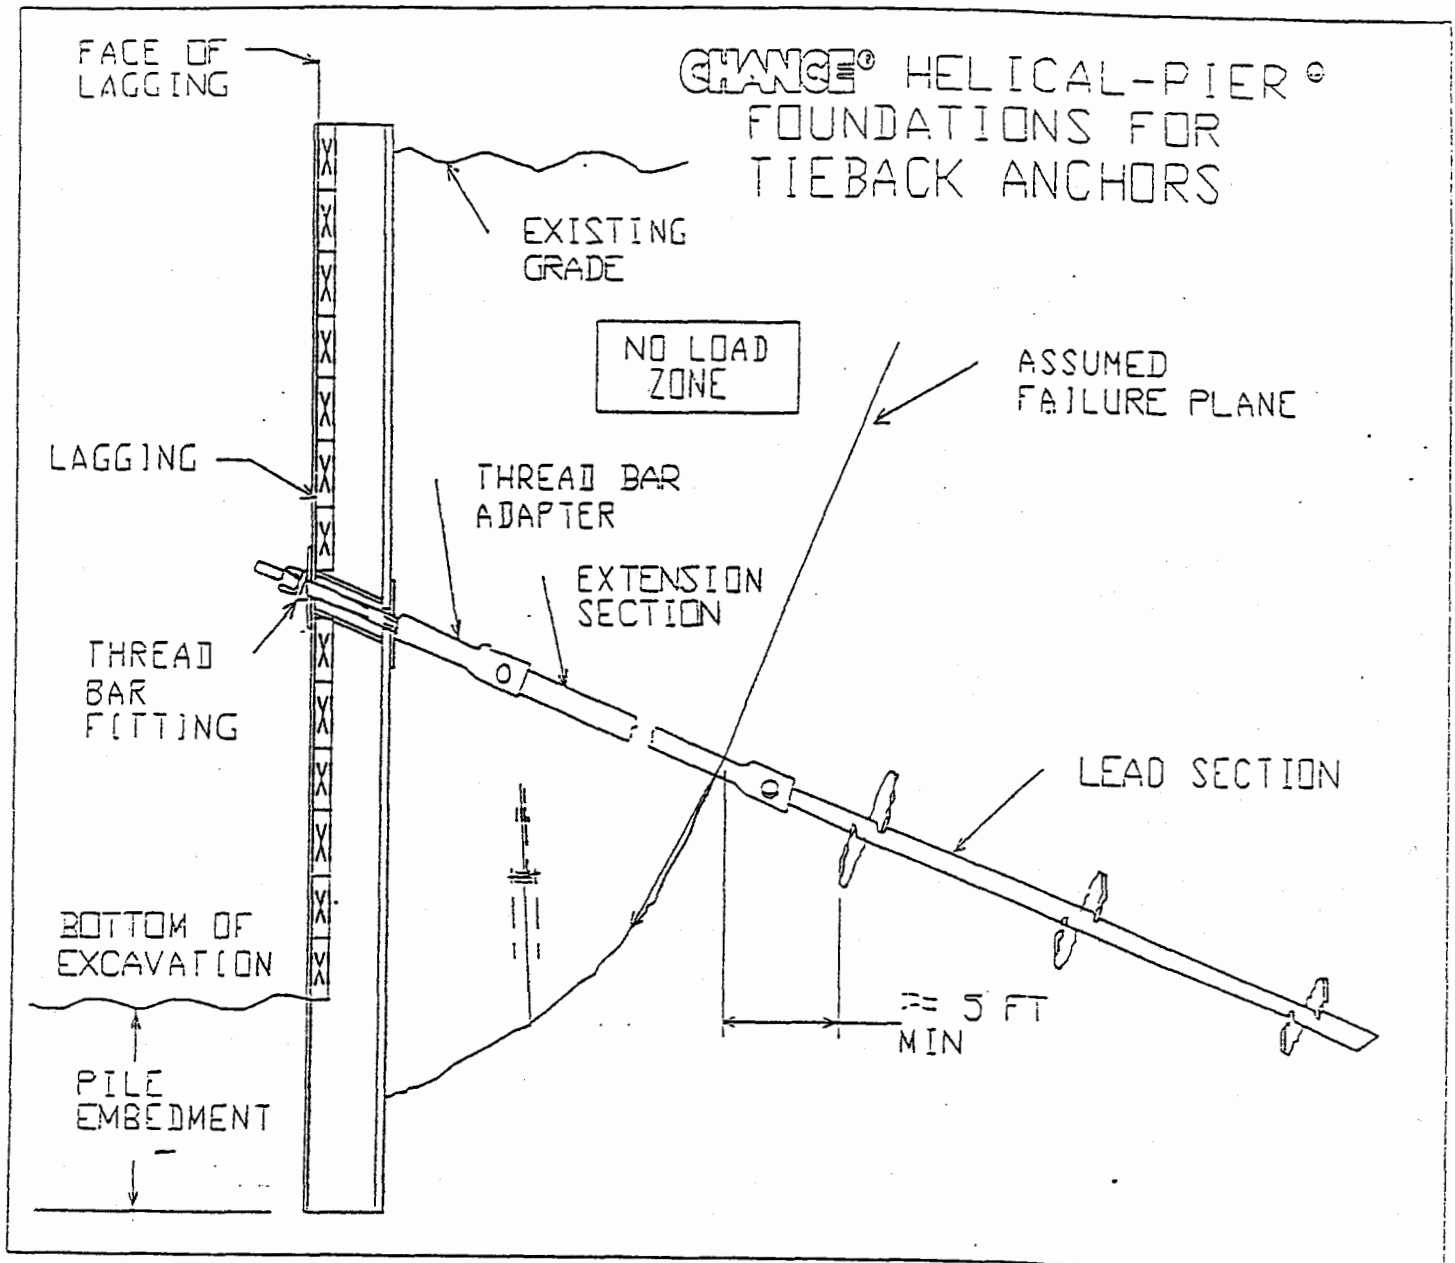 FACE OF
LAGGING
CHANCE® HELICAL-PIER®
FOUNDATIONS FOR
TIEBACK ANCHORS
EXISTING
GRADE
NO LOAD
ZONE
ASSUMED
FAILURE PLANE
LAGGING
THREAD BAR
ADAPTER
EXTENSION
SECTION
THREAD
BAR
FITTING
LEAD SECTION
BOTTOM OF
EXCAVATION
≈ 5 FT
MIN
PILE
EMBEDMENT